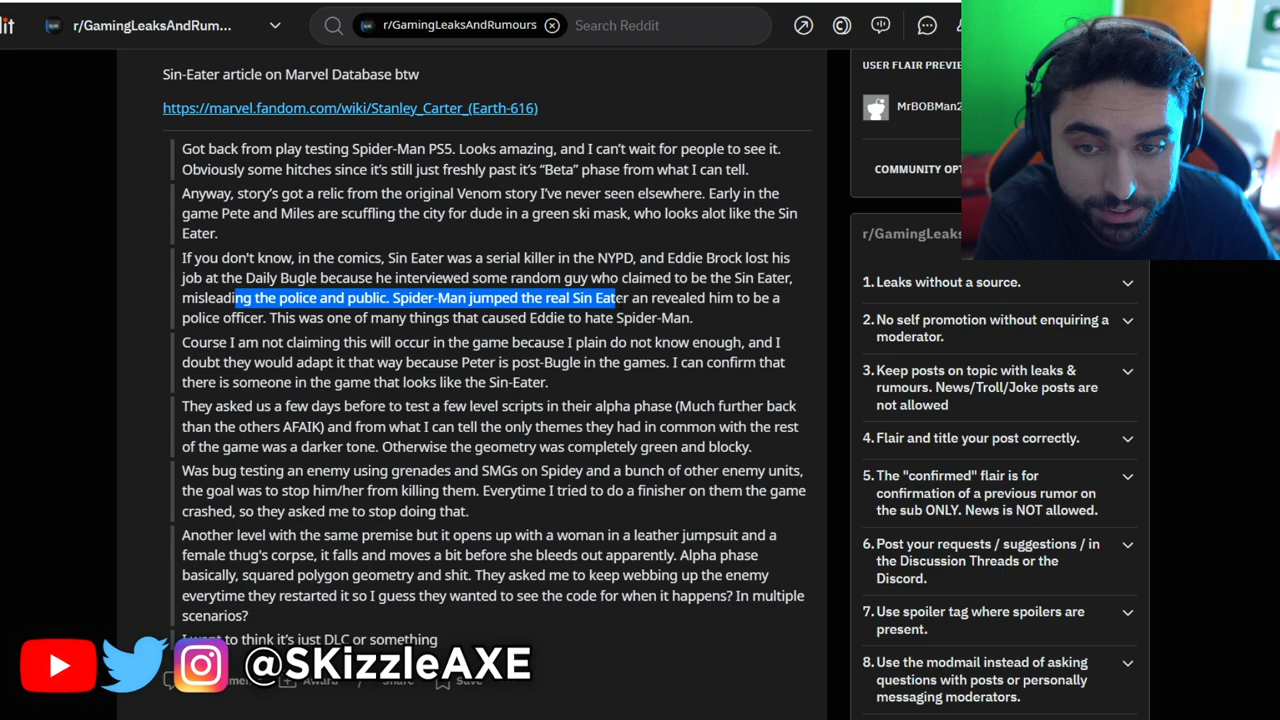 it
r/GamingLeaksAndRum...
r/GamingLeaksAndRumours
Search Reddit
Sin-Eater article on Marvel Database btw
https://marvel.fandom.com/wiki/Stanley_Carter_(Earth-616)
Got back from play testing Spider-Man PS5. Looks amazing, and I can't wait for people to see it.
Obviously some hitches since it's still just freshly past it's “Beta” phase from what I can tell.
Anyway, story's got a relic from the original Venom story I've never seen elsewhere. Early in the
game Pete and Miles are scuffling the city for dude in a green ski mask, who looks alot like the Sin
Eater.
If you don't know, in the comics, Sin Eater was a serial killer in the NYPD, and Eddie Brock lost his
job at the Daily Bugle because he interviewed some random guy who claimed to be the Sin Eater,
misleading the police and public. Spider-Man jumped the real Sin Eater an revealed him to be a
police officer. This was one of many things that caused Eddie to hate Spider-Man.
Course I am not claiming this will occur in the game because I plain do not know enough, and I
doubt they would adapt it that way because Peter is post-Bugle in the games. I can confirm that
there is someone in the game that looks like the Sin-Eater.
They asked us a few days before to test a few level scripts in their alpha phase (Much further back
than the others AFAIK) and from what I can tell the only themes they had in common with the rest
of the game was a darker tone. Otherwise the geometry was completely green and blocky.
Was bug testing an enemy using grenades and SMGs on Spidey and a bunch of other enemy units,
the goal was to stop him/her from killing them. Everytime I tried to do a finisher on them the game
crashed, so they asked me to stop doing that.
Another level with the same premise but it opens up with a woman in a leather jumpsuit and a
female thug's corpse, it falls and moves a bit before she bleeds out apparently. Alpha phase
basically, squared polygon geometry and shit. They asked me to keep webbing up the enemy
everytime they restarted it so I guess they wanted to see the code for when it happens? In multiple
scenarios?
I want to think it's just DLC or something
Award
Share
Save
@SKizzleAXE
USER FLAIR PREVI
MrBOBMan2
COMMUNITY OPT
r/GamingLeaksA
1. Leaks without a source.
2. No self promotion without enquiring a
moderator.
3. Keep posts on topic with leaks &
rumours. News/Troll/Joke posts are
not allowed
4. Flair and title your post correctly.
5. The "confirmed" flair is for
confirmation of a previous rumor on
the sub ONLY. News is NOT allowed.
6. Post your requests / suggestions / in
the Discussion Threads or the
Discord.
7. Use spoiler tag where spoilers are
present.
8. Use the modmail instead of asking
questions with posts or personally
messaging moderators.